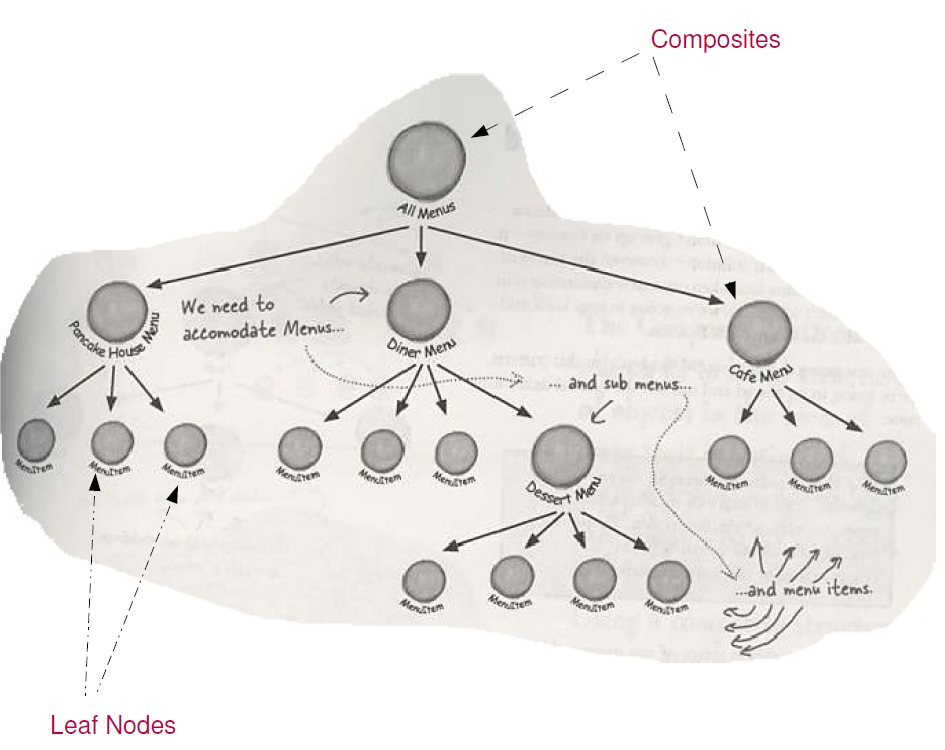 Composites
All Menus
We need to
accomodate Menus...
Pancake House Menu
Diner Menu
Cafe Menu
... and sub menus...
MenuItem
MenuItem
MenuItem
MenuItem
MenuItem
MenuItem
Dessert Menu
MenuItem
MenuItem
MenuItem
MenuItem
MenuItem
MenuItem
MenuItem
...and menu items.
Leaf Nodes